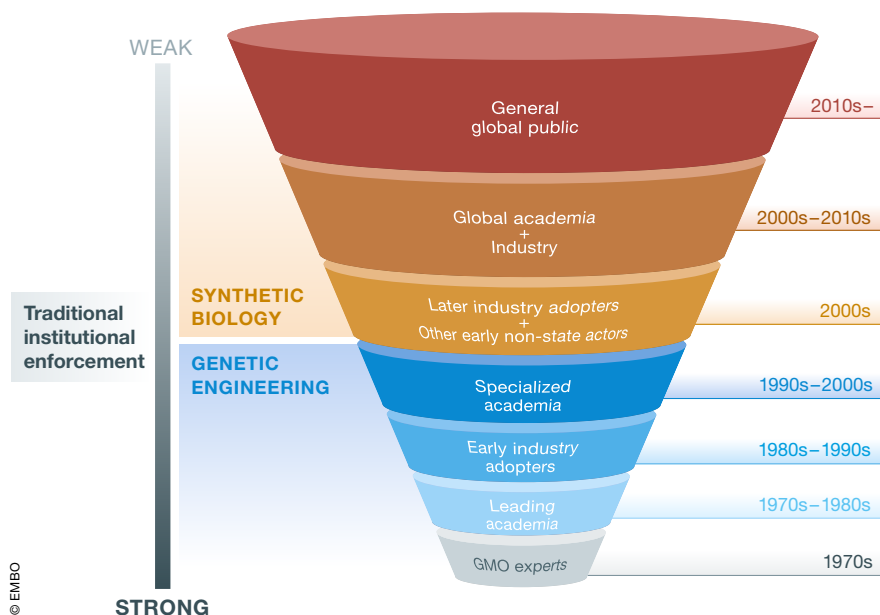 WEAK
General
global public
2010s–
Global academia
+
Industry
2000s–2010s
SYNTHETIC
BIOLOGY
Later industry adopters
+
Other early non-state actors
2000s
Traditional
institutional
enforcement
GENETIC
ENGINEERING
Specialized
academia
1990s–2000s
Early industry
adopters
1980s–1990s
Leading
academia
1970s–1980s
GMO experts
1970s
STRONG
© EMBO